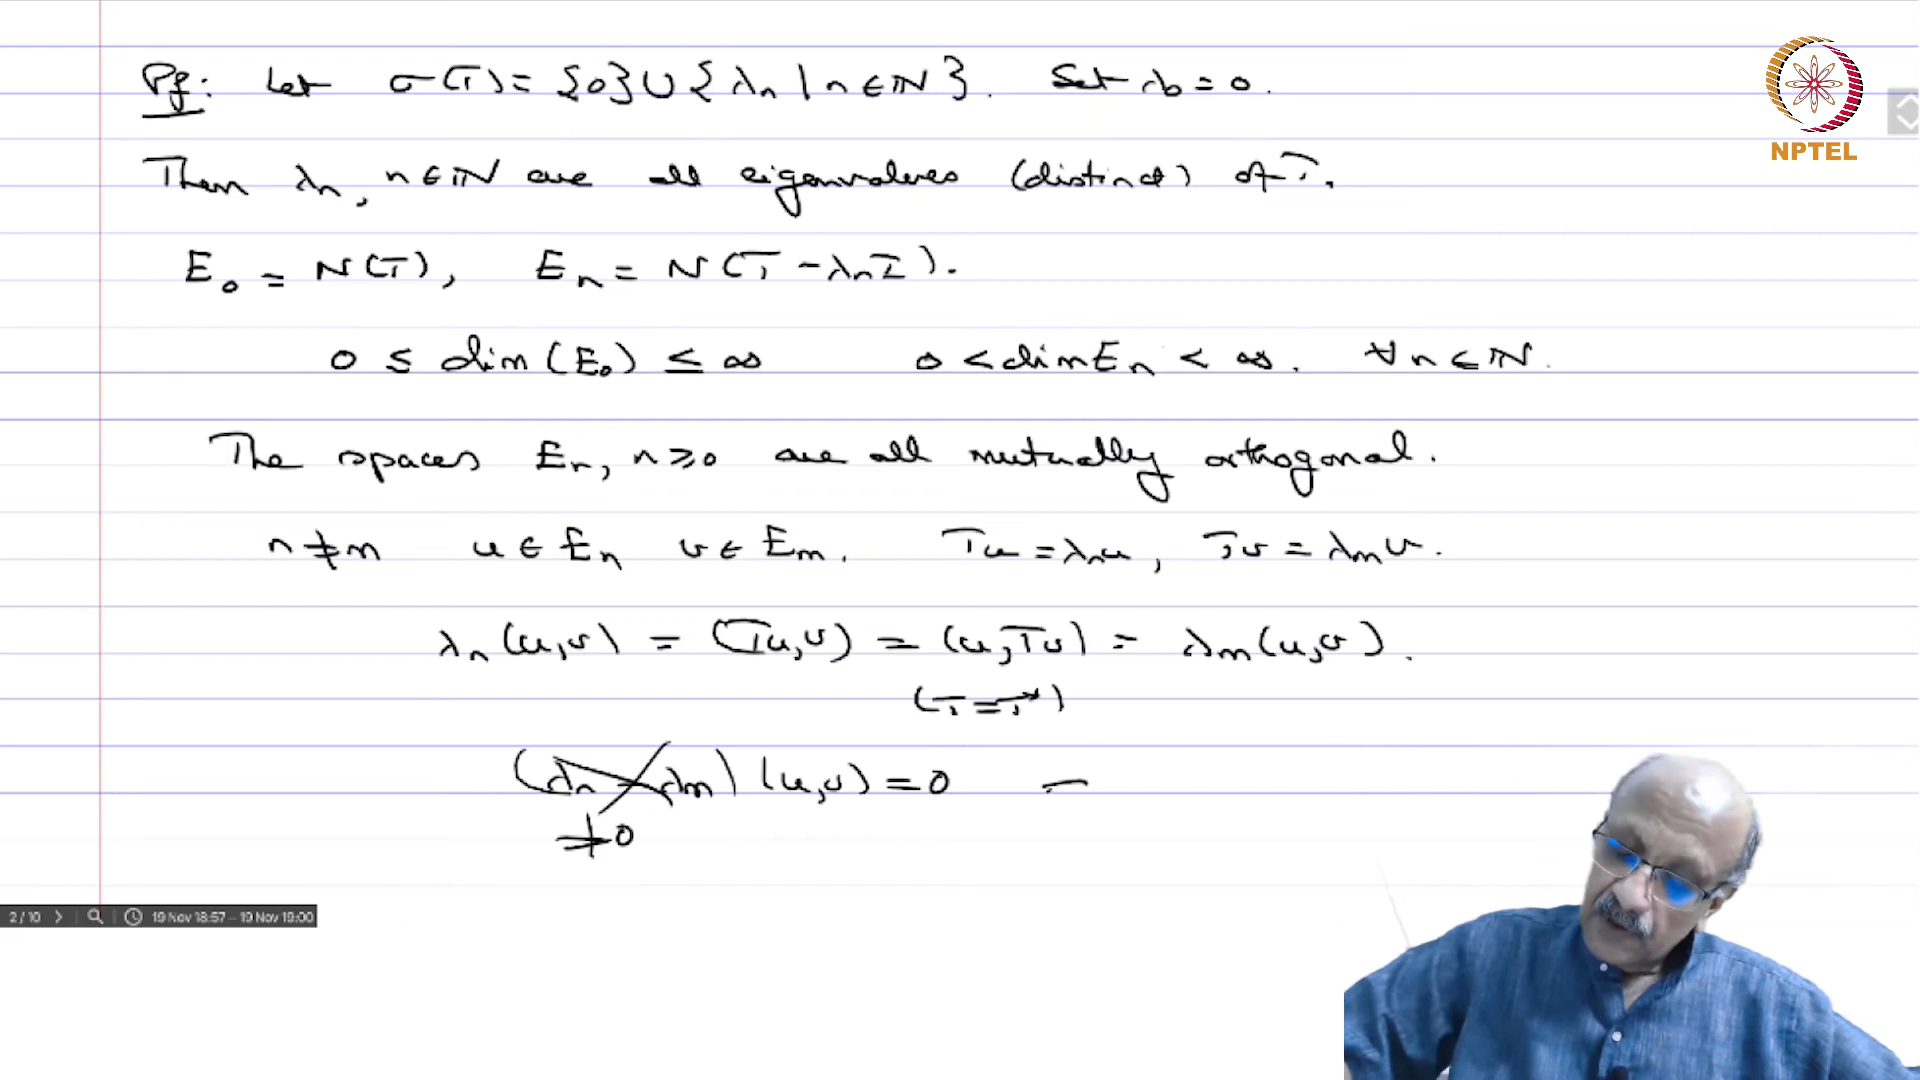 Pf: Let σ(T) = {0} ∪ {λn | n ∈ ℕ}. Set λ0 = 0.
NPTEL
Then λn, n ∈ ℕ are all eigenvalues (distinct) of T.
E0 = N(T), En = N(T - λnI).
0 ≤ dim(E0) ≤ ∞ 0 < dimEn < ∞. ∀n ∈ ℕ.
The spaces En, n ≥ 0 are all mutually orthogonal.
n ≠ m u ∈ En v ∈ Em. Tu = λnu, Tv = λmv.
λn(u,v) = (Tu,v) = (u,Tv) = λm(u,v).
(T = T*)
(λn - λm) (u,v) = 0 =
≠0
2 / 10 19 Nov 18:57 – 19 Nov 19:00